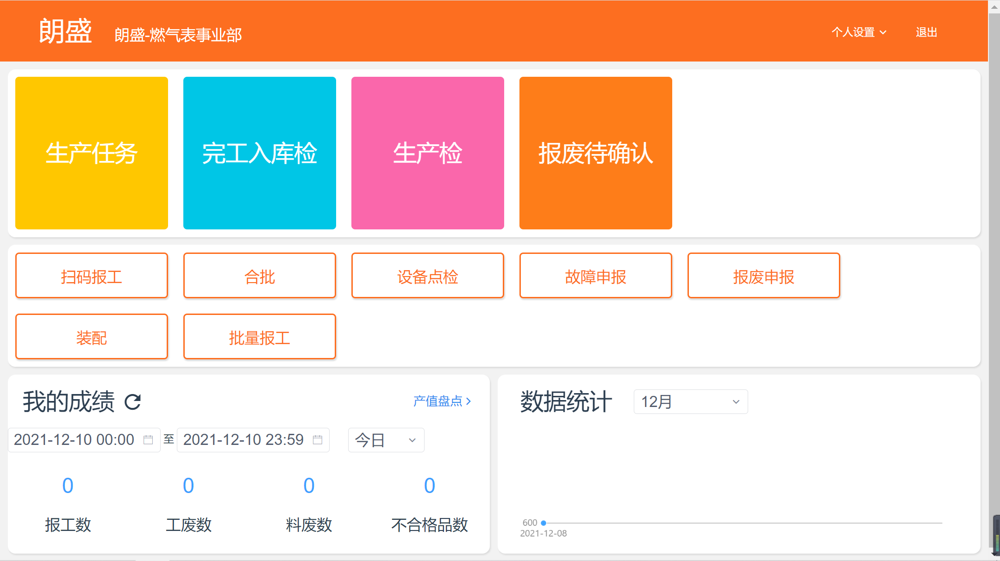 朗盛 朗盛-燃气表事业部 个人设置 退出
生产任务 完工入库检 生产检 报废待确认
扫码报工 合批 设备点检 故障申报 报废申报
装配 批量报工
我的成绩 产值盘点
2021-12-10 00:00 至 2021-12-10 23:59 今日
0 0 0 0
报工数 工废数 料废数 不合格品数
数据统计 12月
600
2021-12-08